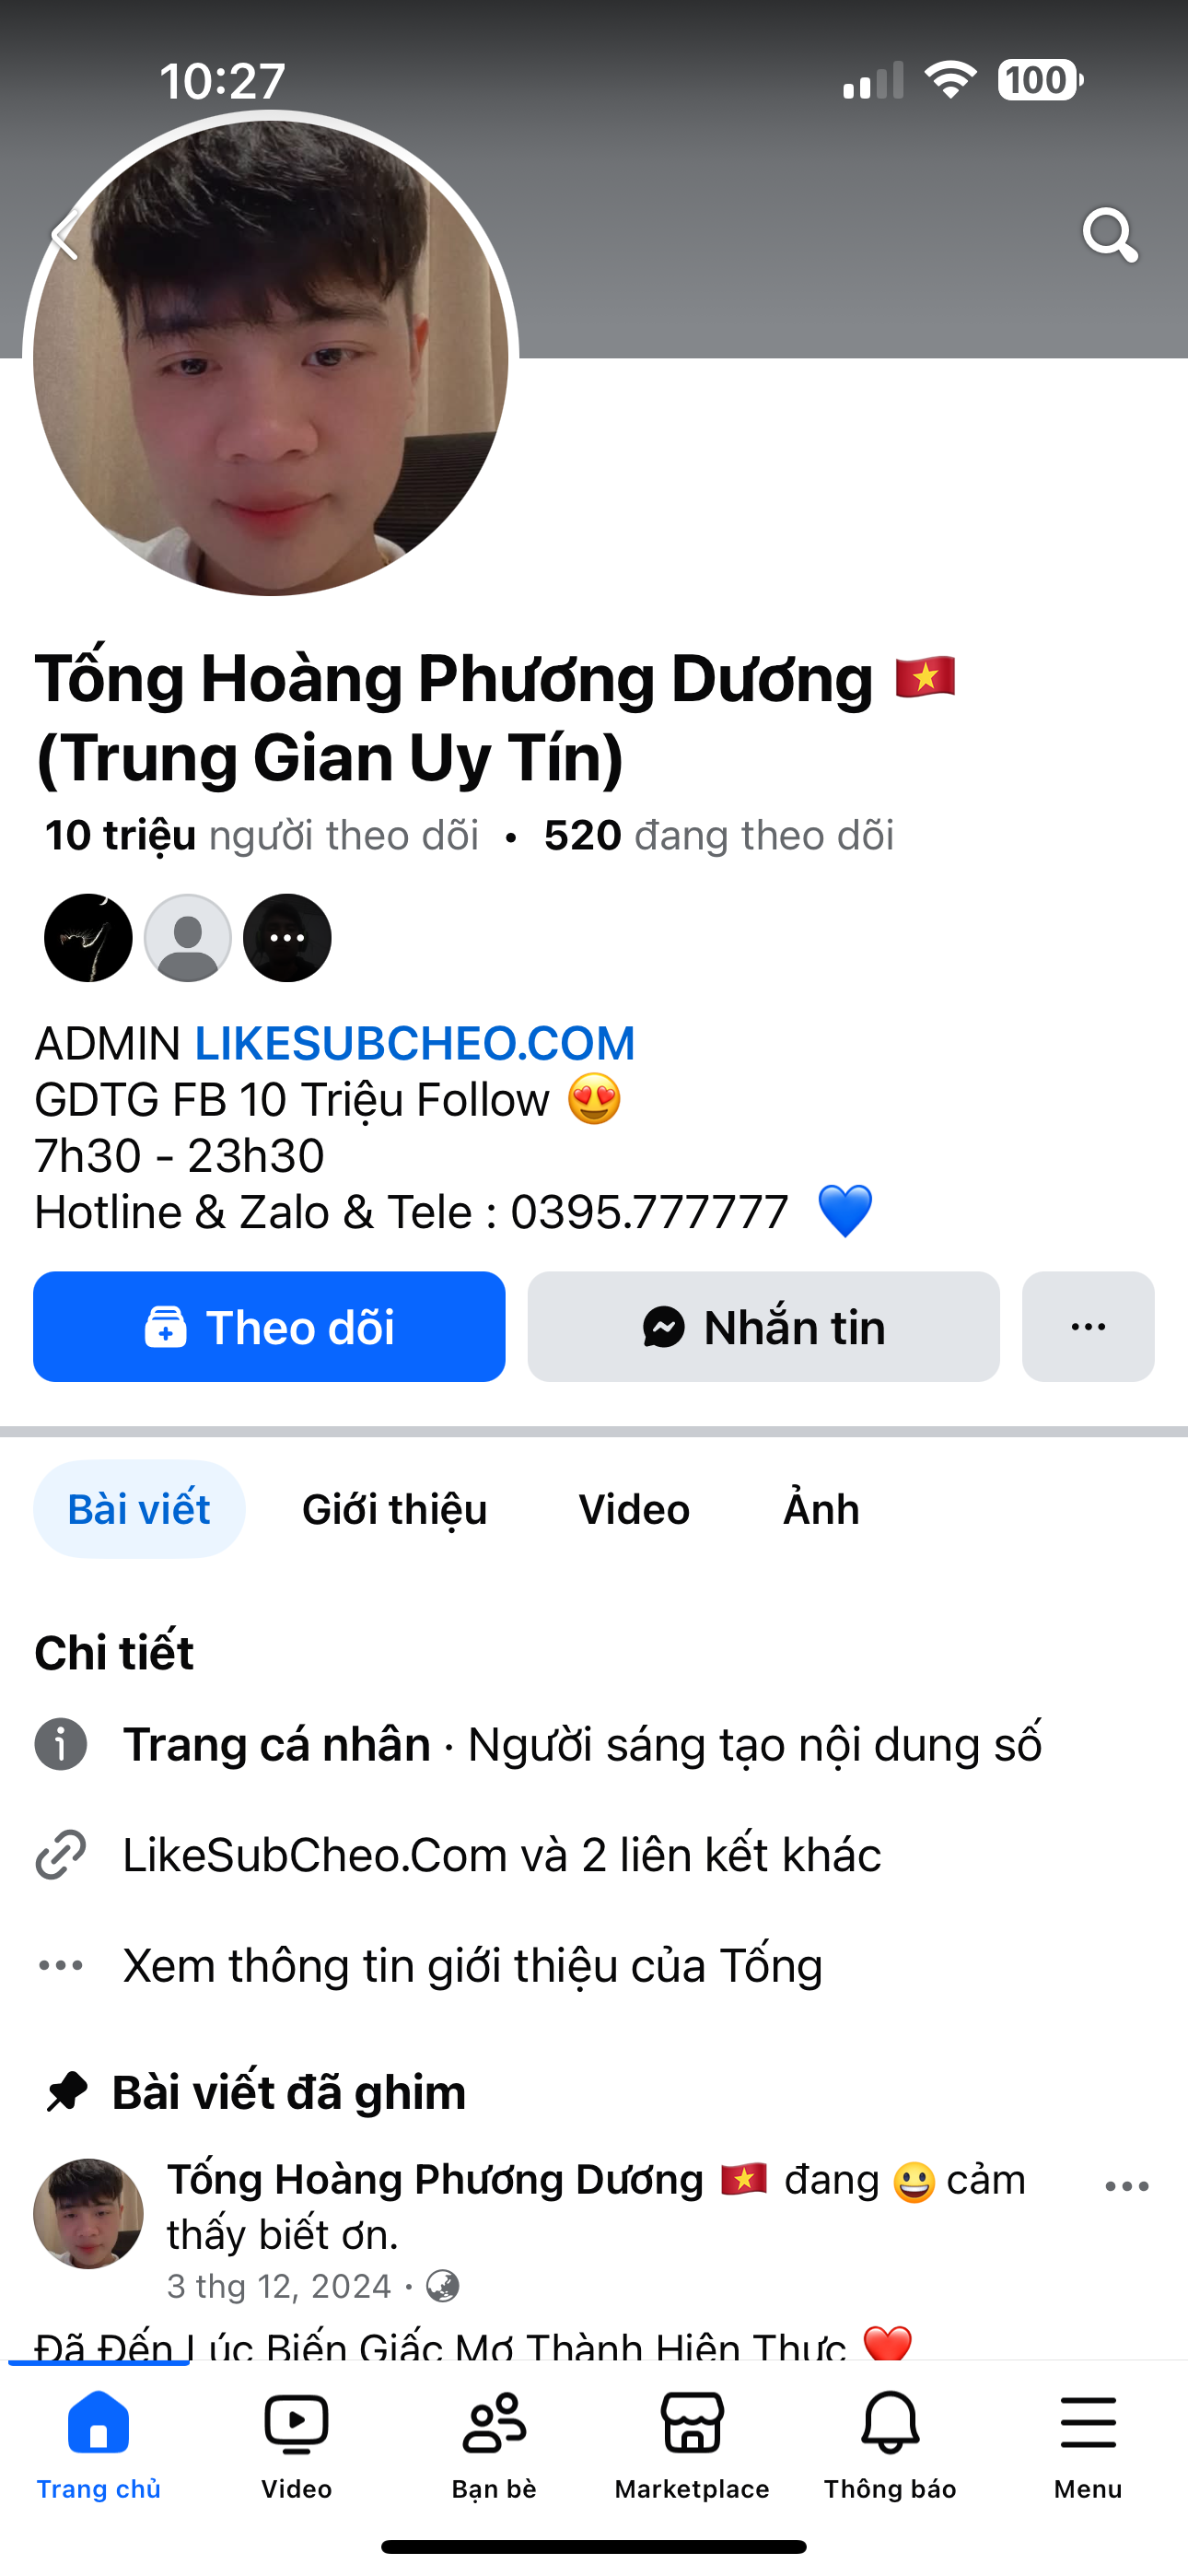 10:27
100
Tống Hoàng Phương Dương
(Trung Gian Uy Tín)
10 triệu người theo dõi • 520 đang theo dõi
ADMIN LIKESUBCHEO.COM
GDTG FB 10 Triệu Follow 😍
7h30 - 23h30
Hotline & Zalo & Tele : 0395.777777 💙
Theo dõi
Nhắn tin
Bài viết
Giới thiệu
Video
Ảnh
Chi tiết
Trang cá nhân · Người sáng tạo nội dung số
LikeSubCheo.Com và 2 liên kết khác
Xem thông tin giới thiệu của Tống
Bài viết đã ghim
Tống Hoàng Phương Dương 🇻🇳 đang 😀 cảm
thấy biết ơn.
3 thg 12, 2024 ·
Đã Đến Lúc Biến Giấc Mơ Thành Hiện Thực ❤️
Trang chủ
Video
Bạn bè
Marketplace
Thông báo
Menu